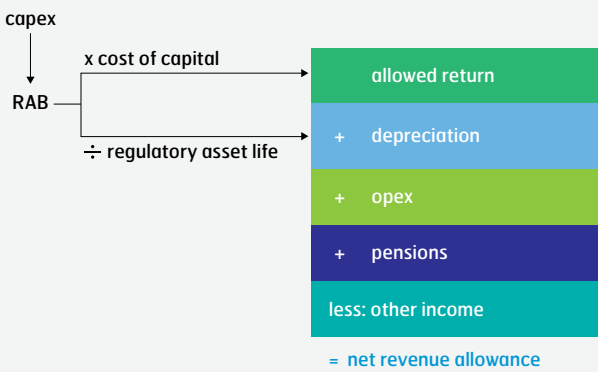 capex
x cost of capital
allowed return
RAB
+ depreciation
÷ regulatory asset life
+ opex
+ pensions
less: other income
= net revenue allowance